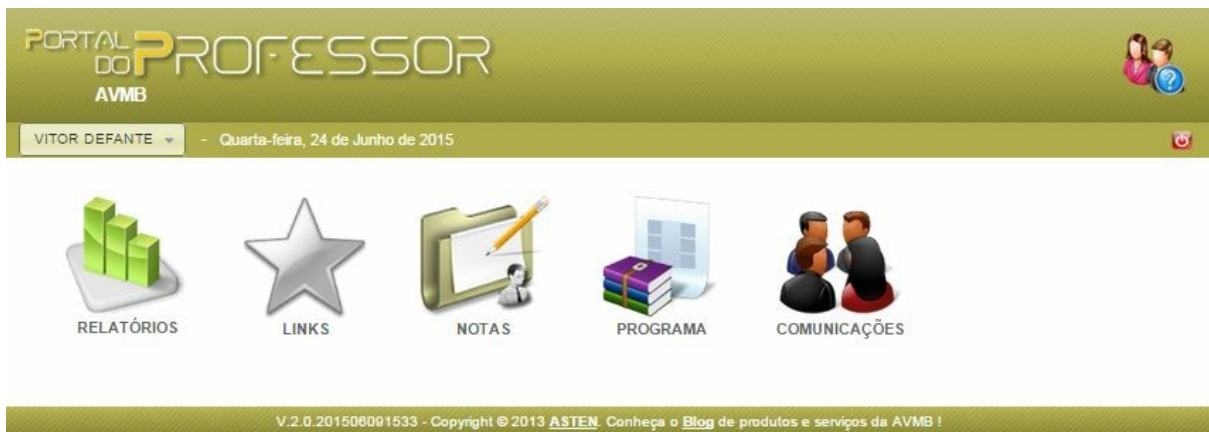 PORTAL
DO PROFESSOR
AVMB
VITOR DEFANTE - Quarta-feira, 24 de Junho de 2015
RELATÓRIOS LINKS NOTAS PROGRAMA COMUNICAÇÕES
V.2.0.201506091533 - Copyright © 2013 ASTEN. Conheça o Blog de produtos e serviços da AVMB !